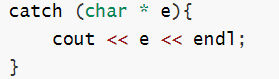 catch (char * e){
    cout << e << endl;
}